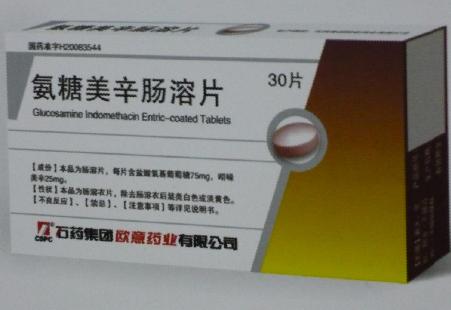 国药准字H20083544
氨糖美辛肠溶片
30片
Glucosamine Indomethacin Entric-coated Tablets
【成份】本品为肠溶片，每片含盐酸氨基葡萄糖75mg，吲哚
美辛25mg。
【性状】本品为肠溶衣片，除去肠溶衣后显类白色或淡黄色。
【不良反应】、【禁忌】、【注意事项】等详见说明书。
CSPC 石药集团欧意药业有限公司